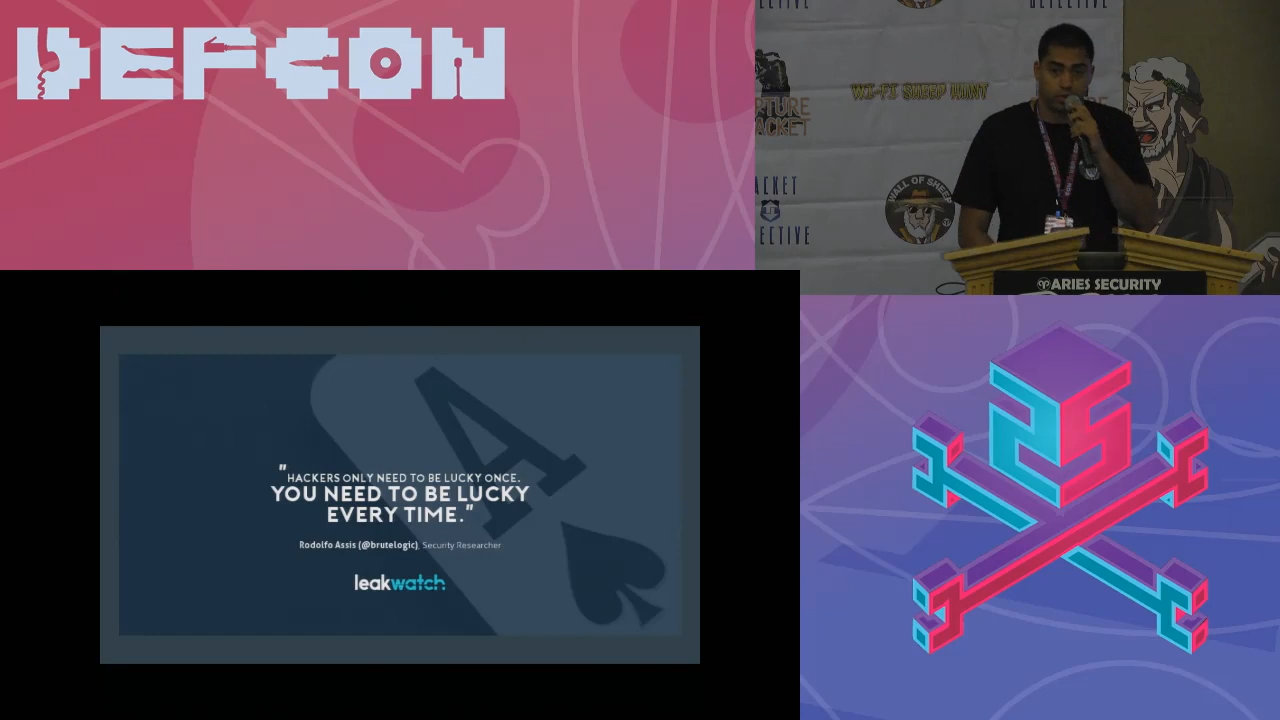 DEFCON
WI-FI SHEEP HUNT
WALL OF SHEEP
ARIES SECURITY
"HACKERS ONLY NEED TO BE LUCKY ONCE.
YOU NEED TO BE LUCKY
EVERY TIME."
Rodolfo Assis (@brutelogic), Security Researcher
leakwatch
A
25